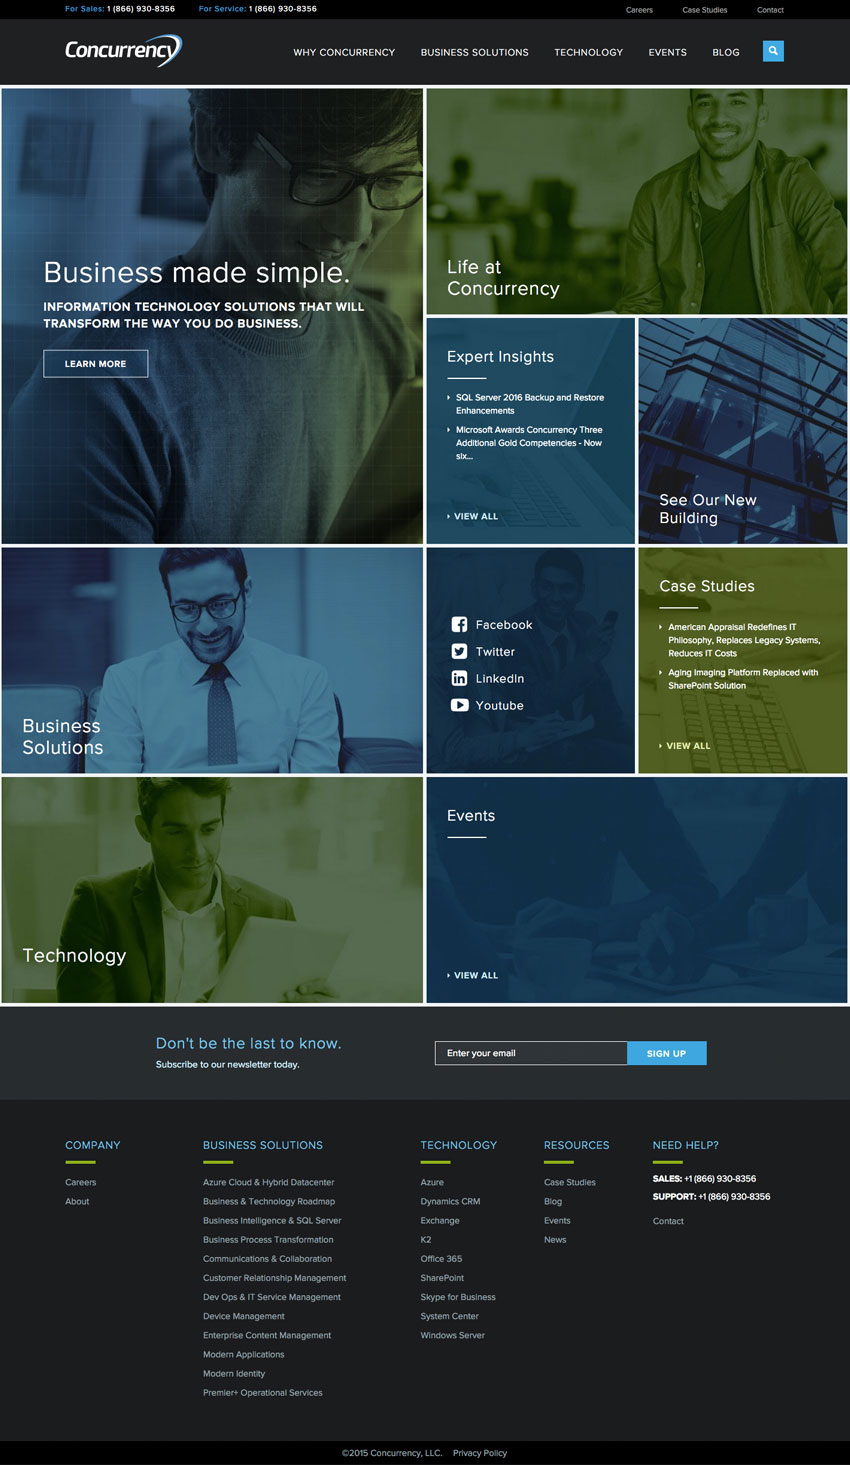 For Sales: 1 (866) 930-8356 For Service: 1 (866) 930-8356 Careers Case Studies Contact
Concurrency WHY CONCURRENCY BUSINESS SOLUTIONS TECHNOLOGY EVENTS BLOG
Business made simple.
INFORMATION TECHNOLOGY SOLUTIONS THAT WILL
TRANSFORM THE WAY YOU DO BUSINESS.
LEARN MORE
Life at
Concurrency
Expert Insights
SQL Server 2016 Backup and Restore
Enhancements
Microsoft Awards Concurrency Three
Additional Gold Competencies - Now
six...
VIEW ALL
See Our New
Building
Business
Solutions
Facebook
Twitter
LinkedIn
Youtube
Case Studies
American Appraisal Redefines IT
Philosophy, Replaces Legacy Systems,
Reduces IT Costs
Aging Imaging Platform Replaced with
SharePoint Solution
VIEW ALL
Technology
Events
VIEW ALL
Don't be the last to know.
Subscribe to our newsletter today.
Enter your email SIGN UP
COMPANY
Careers
About
BUSINESS SOLUTIONS
Azure Cloud & Hybrid Datacenter
Business & Technology Roadmap
Business Intelligence & SQL Server
Business Process Transformation
Communications & Collaboration
Customer Relationship Management
Dev Ops & IT Service Management
Device Management
Enterprise Content Management
Modern Applications
Modern Identity
Premier+ Operational Services
TECHNOLOGY
Azure
Dynamics CRM
Exchange
K2
Office 365
SharePoint
Skype for Business
System Center
Windows Server
RESOURCES
Case Studies
Blog
Events
News
NEED HELP?
SALES: +1 (866) 930-8356
SUPPORT: +1 (866) 930-8356
Contact
©2015 Concurrency, LLC. Privacy Policy